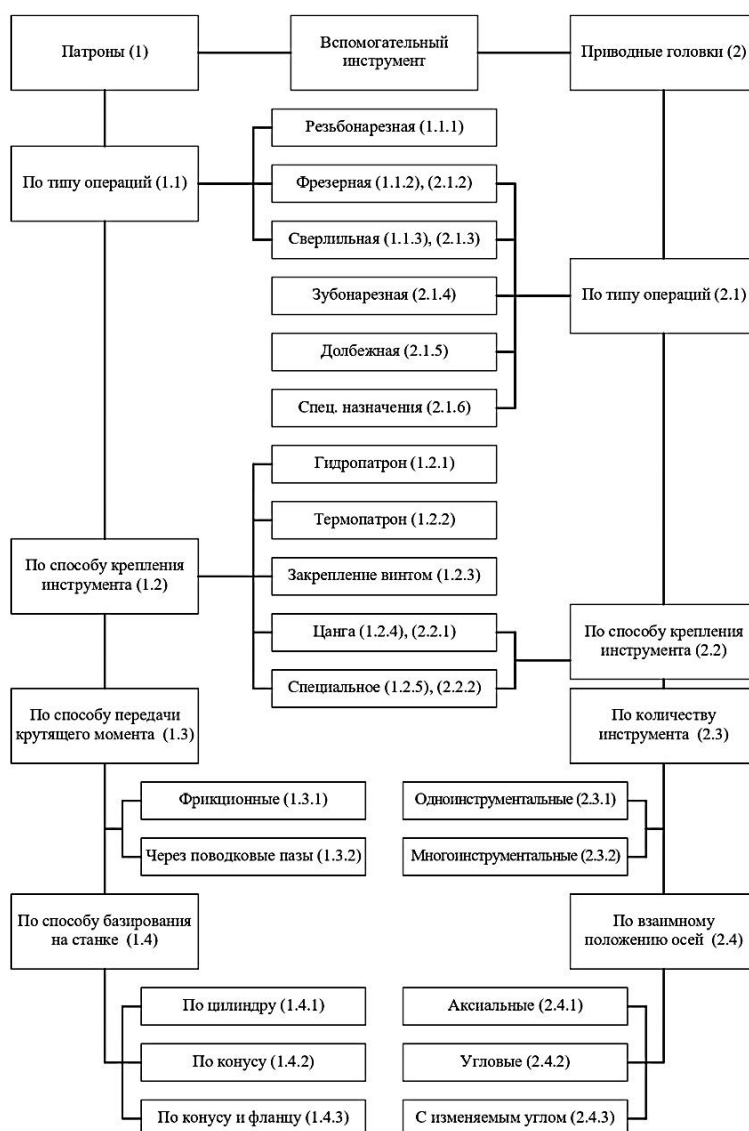 Патроны (1)
Вспомогательный
инструмент
Приводные головки (2)
Резьбонарезная (1.1.1)
По типу операций (1.1)
Фрезерная (1.1.2), (2.1.2)
Сверлильная (1.1.3), (2.1.3)
Зубонарезная (2.1.4)
По типу операций (2.1)
Долбежная (2.1.5)
Спец. назначения (2.1.6)
Гидропатрон (1.2.1)
Термопатрон (1.2.2)
По способу крепления
инструмента (1.2)
Закрепление винтом (1.2.3)
Цанга (1.2.4), (2.2.1)
По способу крепления
инструмента (2.2)
Специальное (1.2.5), (2.2.2)
По способу передачи
крутящего момента (1.3)
По количеству
инструмента (2.3)
Фрикционные (1.3.1)
Одноинструментальные (2.3.1)
Через поводковые пазы (1.3.2)
Многоинструментальные (2.3.2)
По способу базирования
на станке (1.4)
По взаимному
положению осей (2.4)
По цилиндру (1.4.1)
Аксиальные (2.4.1)
По конусу (1.4.2)
Угловые (2.4.2)
По конусу и фланцу (1.4.3)
С изменяемым углом (2.4.3)